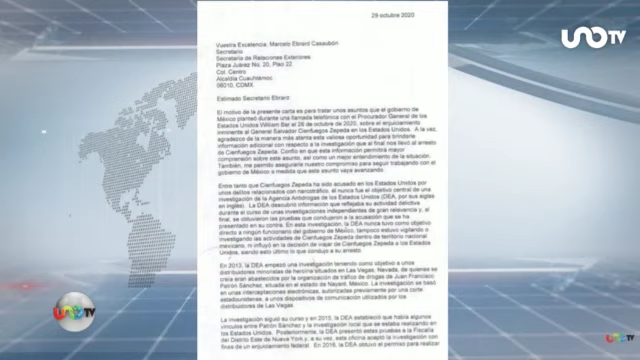 29 octubre 2020
UNOTV
Vuestra Excelencia, Marcelo Ebrard Casaubón
Secretario
Secretaría de Relaciones Exteriores
Plaza Juárez No. 20, Piso 22
Col. Centro
Alcaldía Cuauhtémoc
06010, CDMX
Estimado Secretario Ebrard
El motivo de la presente carta es para tratar unos asuntos que el gobierno de
México planteó durante una llamada telefónica con el Procurador General de los
Estados Unidos William Bar el 26 de octubre de 2020, sobre el enjuiciamiento
inminente al General Salvador Cienfuegos Zepeda en los Estados Unidos. A la vez,
agradezco de la manera más atenta esta valiosa oportunidad para brindarle
información adicional con respecto a la investigación que al final nos llevó al arresto
de Cienfuegos Zepeda. Confío en que esta información permitirá mayor
comprensión sobre este asunto, así como un mejor entendimiento de la situación.
También, me permito asegurarle nuestro compromiso para seguir trabajando con el
gobierno de México a medida que este asunto vaya avanzando.
Entre tanto que Cienfuegos Zepeda ha sido acusado en los Estados Unidos por
unos delitos relacionados con narcotráfico, él nunca fue el objetivo central de una
investigación de la Agencia Antidrogas de los Estados Unidos (DEA, por sus siglas
en inglés). La DEA descubrió información que reflejaba su actividad delictiva
durante el curso de unas investigaciones independientes de gran relevancia y, al
final, se obtuvieron las pruebas que condujeron a la acusación que se ha
presentado en su contra. En esta investigación, la DEA nunca tuvo como objetivo
directo a ningún funcionario del gobierno de México, tampoco estuvo vigilando o
investigando las actividades de Cienfuegos Zepeda dentro de territorio nacional
mexicano, ni influyó en la decisión de viajar de Cienfuegos Zepeda a los Estados
Unidos, siendo esto último lo que condujo a su arresto.
En 2013, la DEA empezó una investigación teniendo como objetivo a unos
distribuidores minoristas de heroína situados en Las Vegas, Nevada, de quienes se
creía eran abastecidos por la organización de tráfico de drogas de Juan Francisco
Patrón Sánchez, situada en el estado de Nayarit, México. La investigación se basó
en unas interceptaciones electrónicas, autorizadas previamente por una corte
estadounidense, a unos dispositivos de comunicación utilizados por los
distribuidores de Las Vegas.
La investigación siguió su curso y en 2015, la DEA estableció que había algunos
vínculos entre Patrón Sánchez y la investigación local que se estaba realizando en
los Estados Unidos. Posteriormente, la DEA presentó estas pruebas a la Fiscalía
del Distrito Este de Nueva York y, a su vez, esta oficina aceptó la investigación con
fines de un enjuiciamiento federal. En 2016, la DEA obtuvo el permiso para realizar
UNOTV
UNOTV